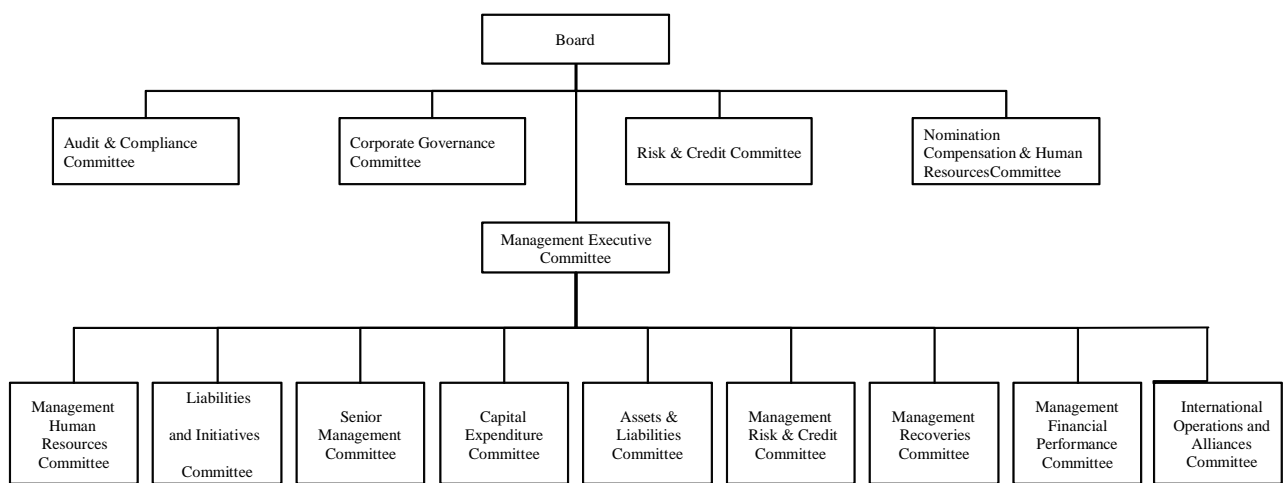 Board
Audit & Compliance
Committee
Corporate Governance
Committee
Risk & Credit Committee
Nomination
Compensation & Human
ResourcesCommittee
Management Executive
Committee
Management
Human
Resources
Committee
Liabilities
and Initiatives
Committee
Senior
Management
Committee
Capital
Expenditure
Committee
Assets &
Liabilities
Committee
Management
Risk & Credit
Committee
Management
Recoveries
Committee
Management
Financial
Performance
Committee
International
Operations and
Alliances
Committee